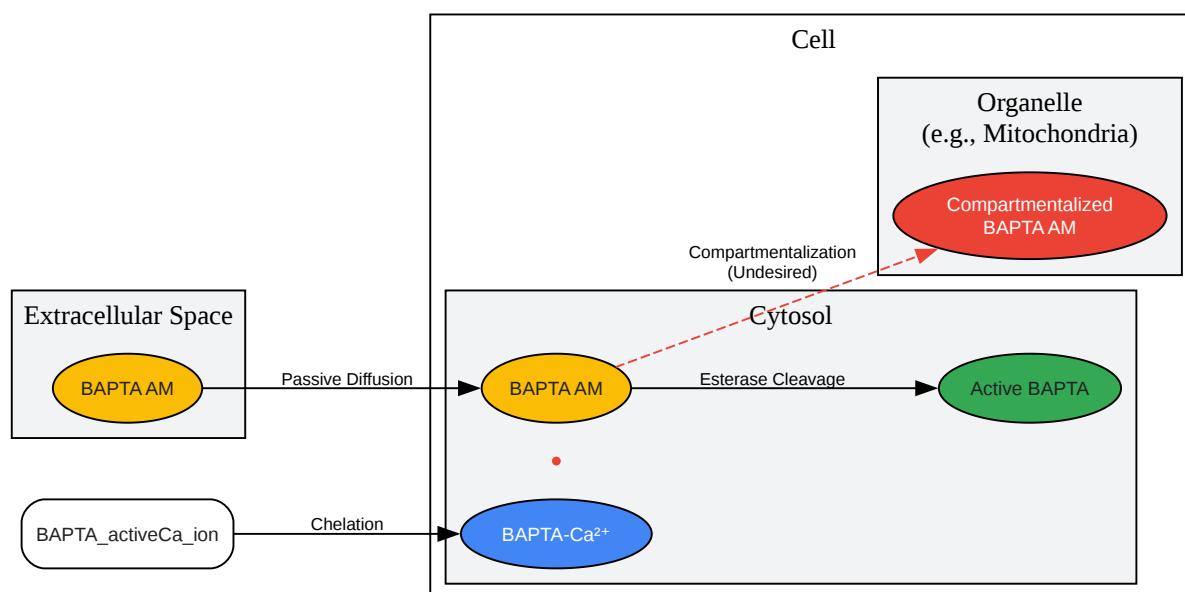 Cell
Organelle
(e.g., Mitochondria)
Compartmentalized
BAPTA AM
Compartmentalization
(Undesired)
Extracellular Space
Cytosol
BAPTA AM
Passive Diffusion
BAPTA AM
Esterase Cleavage
Active BAPTA
BAPTA_activeCa_ion
Chelation
BAPTA-Ca²⁺